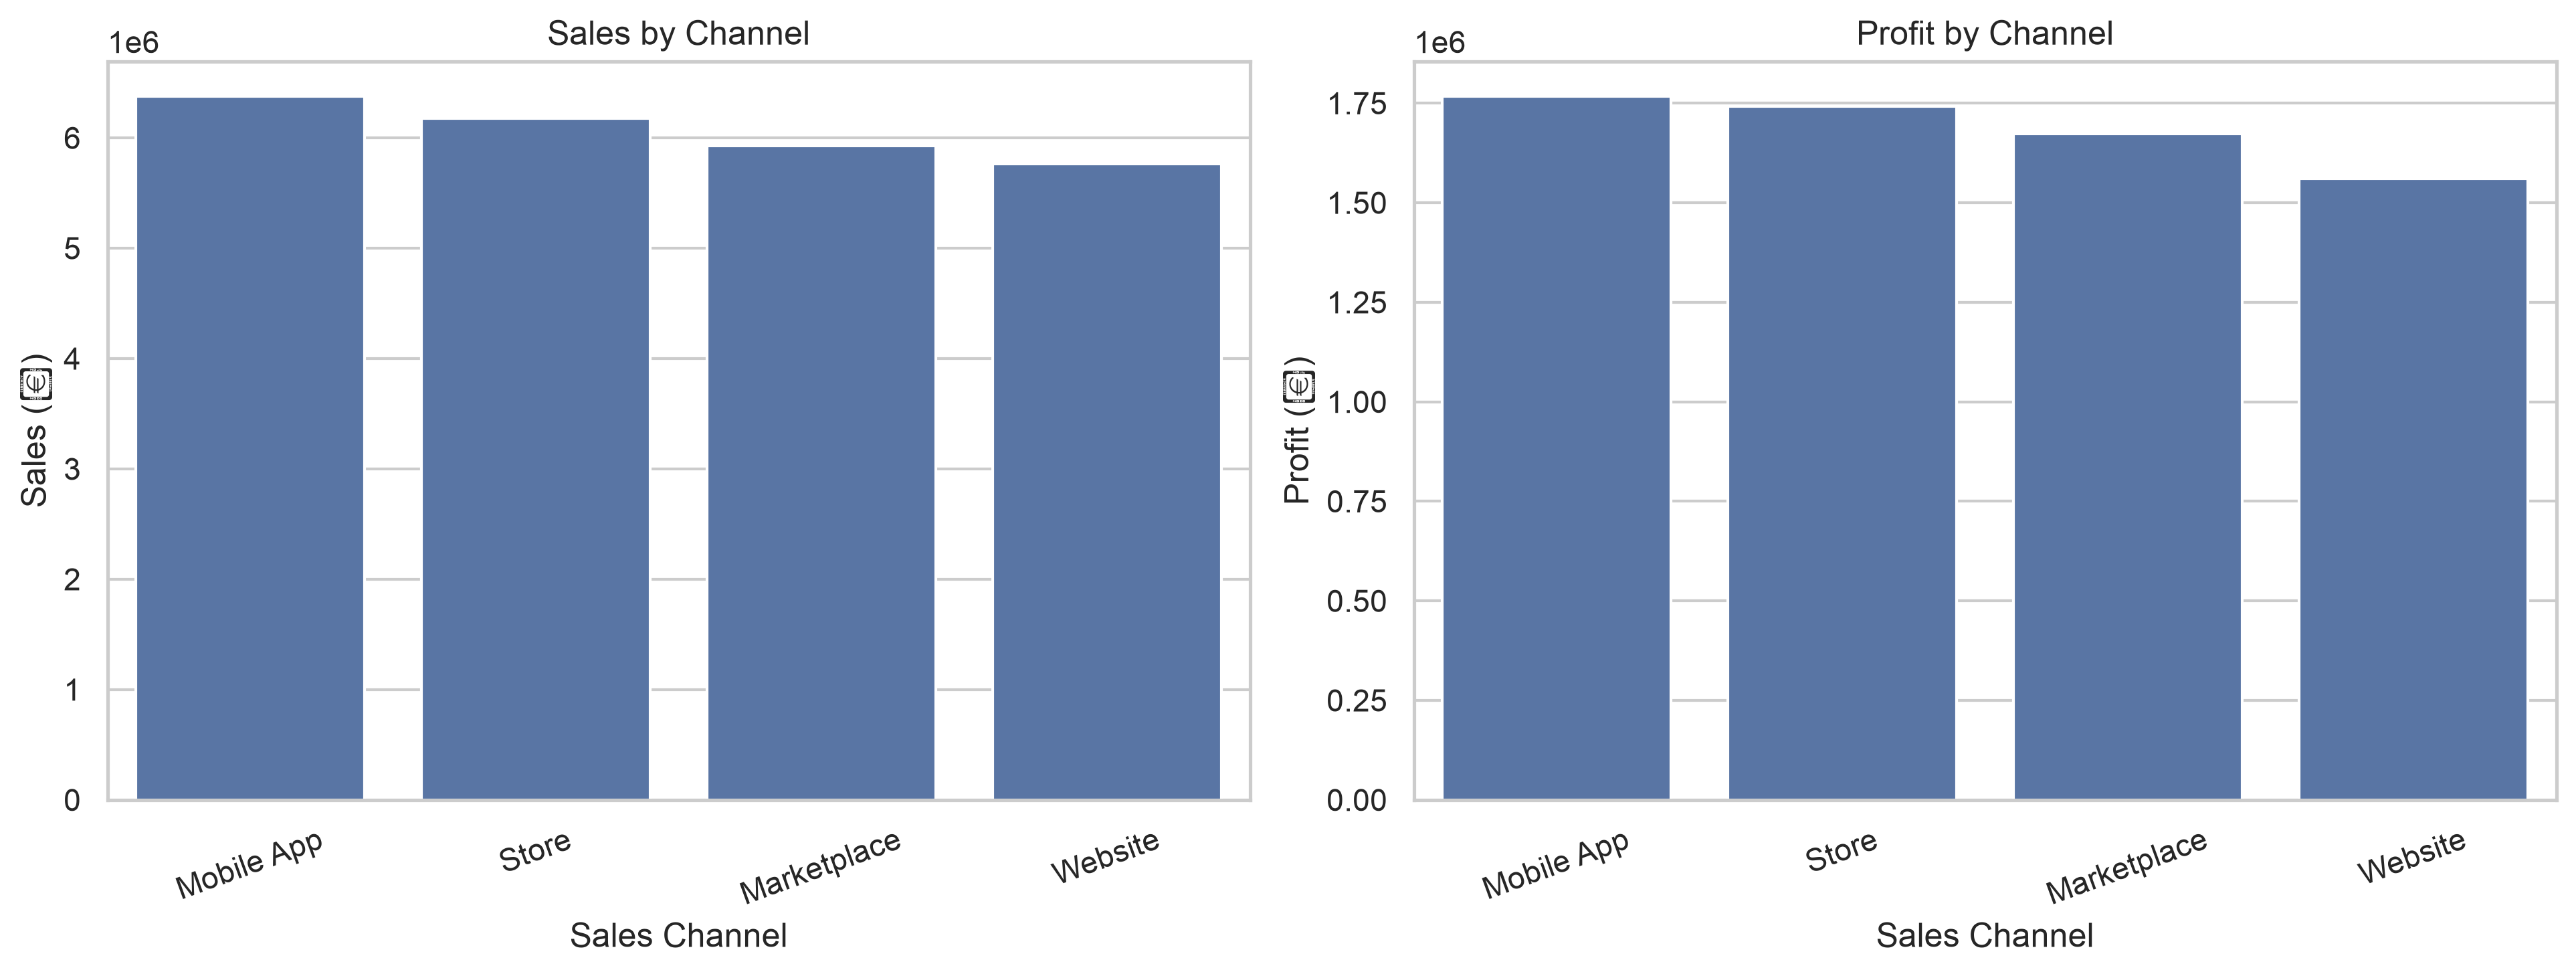 Sales by Channel
1e6
6
5
4
3
2
1
0
Sales ()
Mobile App
Store
Marketplace
Website
Sales Channel
Profit by Channel
1e6
1.75
1.50
1.25
1.00
0.75
0.50
0.25
0.00
Profit ()
Mobile App
Store
Marketplace
Website
Sales Channel